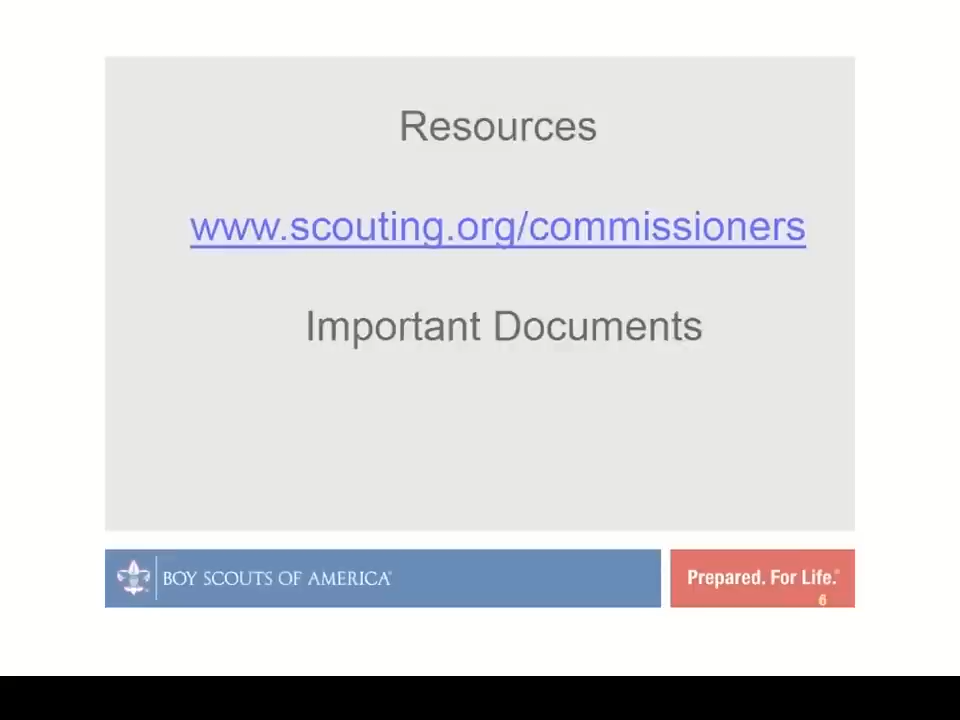 Resources
www.scouting.org/commissioners
Important Documents
BOY SCOUTS OF AMERICA®
Prepared. For Life.®
6